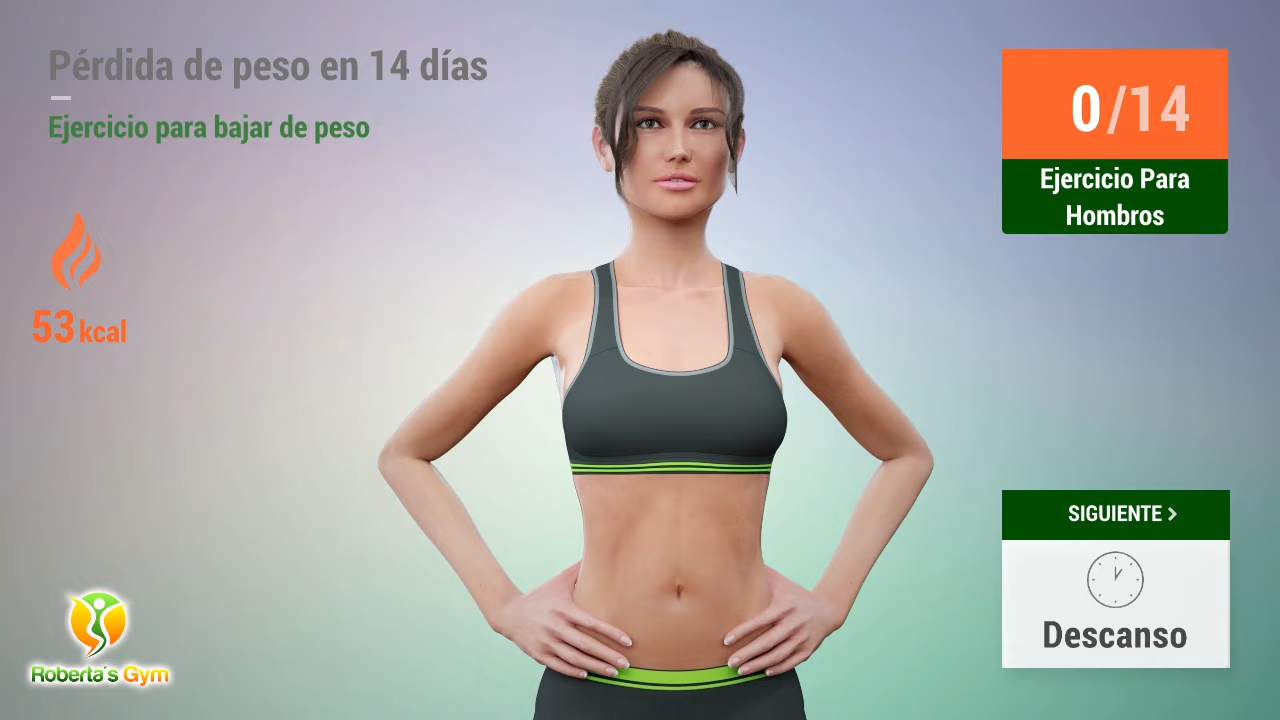 Pérdida de peso en 14 días
Ejercicio para bajar de peso
0/14
Ejercicio Para
Hombros
53 kcal
SIGUIENTE >
Descanso
Roberta´s Gym